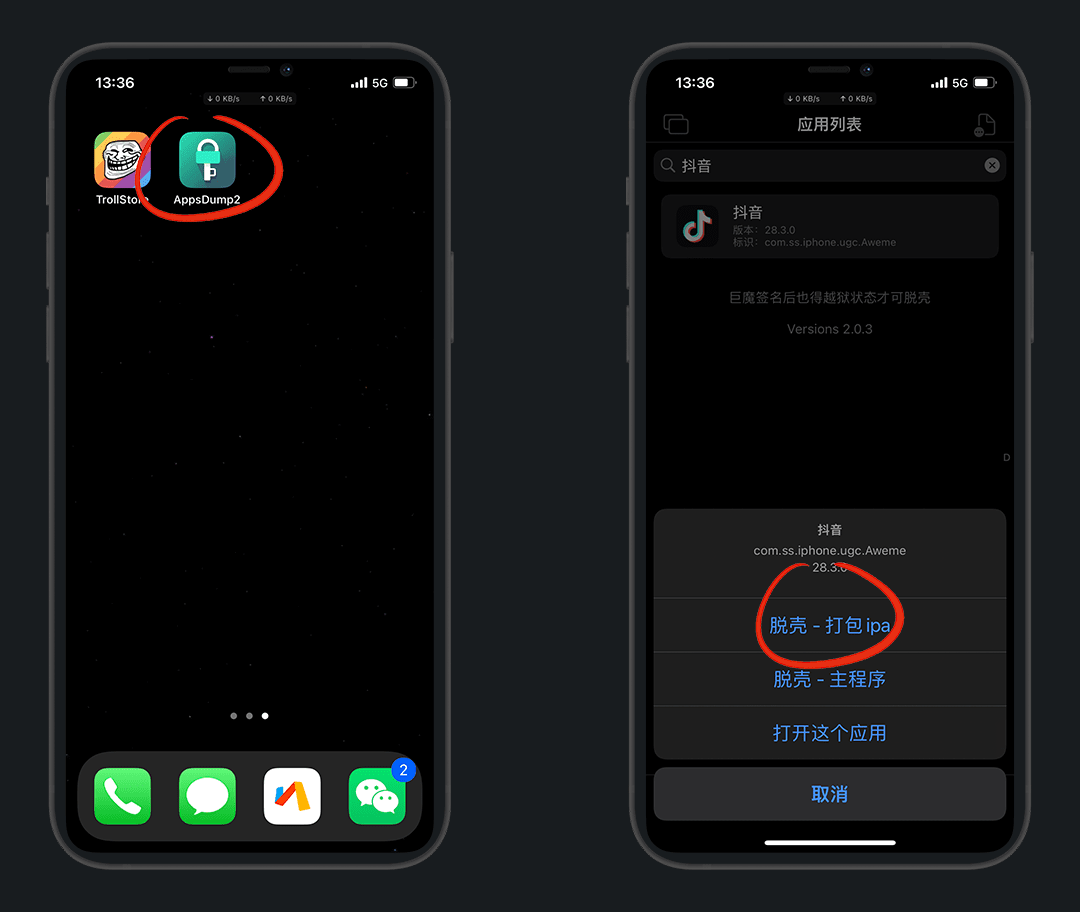 13:36
5G
↓ 0 KB/s ↑ 0 KB/s
TrollStore
AppsDump2
2
13:36
5G
↓ 0 KB/s ↑ 0 KB/s
应用列表
抖音
抖音
版本: 28.3.0
标识: com.ss.iphone.ugc.Aweme
巨魔签名后也得越狱状态才可脱壳
Versions 2.0.3
D
抖音
com.ss.iphone.ugc.Aweme
28.3.0
脱壳 - 打包ipa
脱壳 - 主程序
打开这个应用
取消